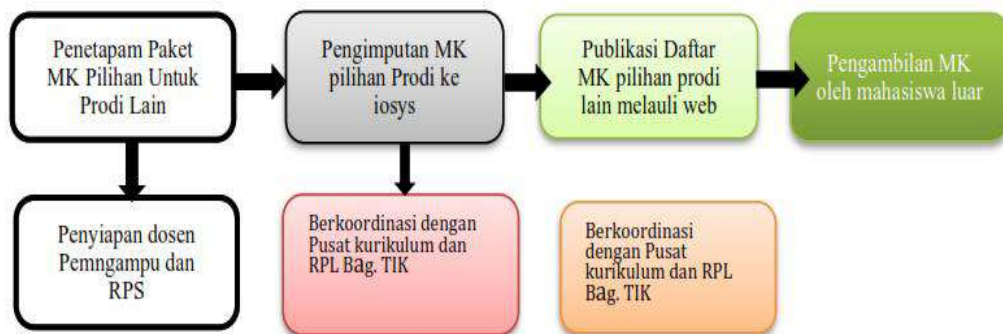 Penetapam Paket
MK Pilihan Untuk
Prodi Lain
Pengimputan MK
pilihan Prodi ke
iosys
Publikasi Daftar
MK pilihan prodi
lain melauli web
Pengambilan MK
oleh mahasiswa luar
Penyiapan dosen
Pemngampu dan
RPS
Berkoordinasi dengan
Pusat kurikulum dan
RPL Bag. TIK
Berkoordinasi
dengan Pusat
kurikulum dan RPL
Bag. TIK